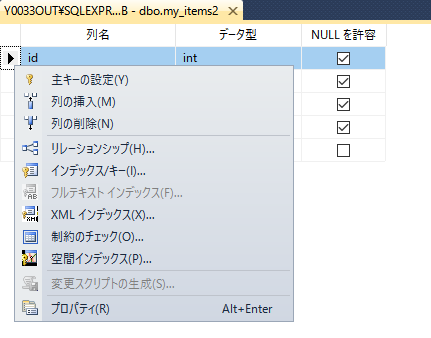 Y0033OUT¥SQLEXPR...B - dbo.my_items2
列名 データ型 NULL を許容
id int
主キーの設定(Y)
列の挿入(M)
列の削除(N)
リレーションシップ(H)...
インデックス/キー(I)...
フルテキスト インデックス(F)...
XML インデックス(X)...
制約のチェック(O)...
空間インデックス(P)...
変更スクリプトの生成(S)...
プロパティ(R) Alt+Enter